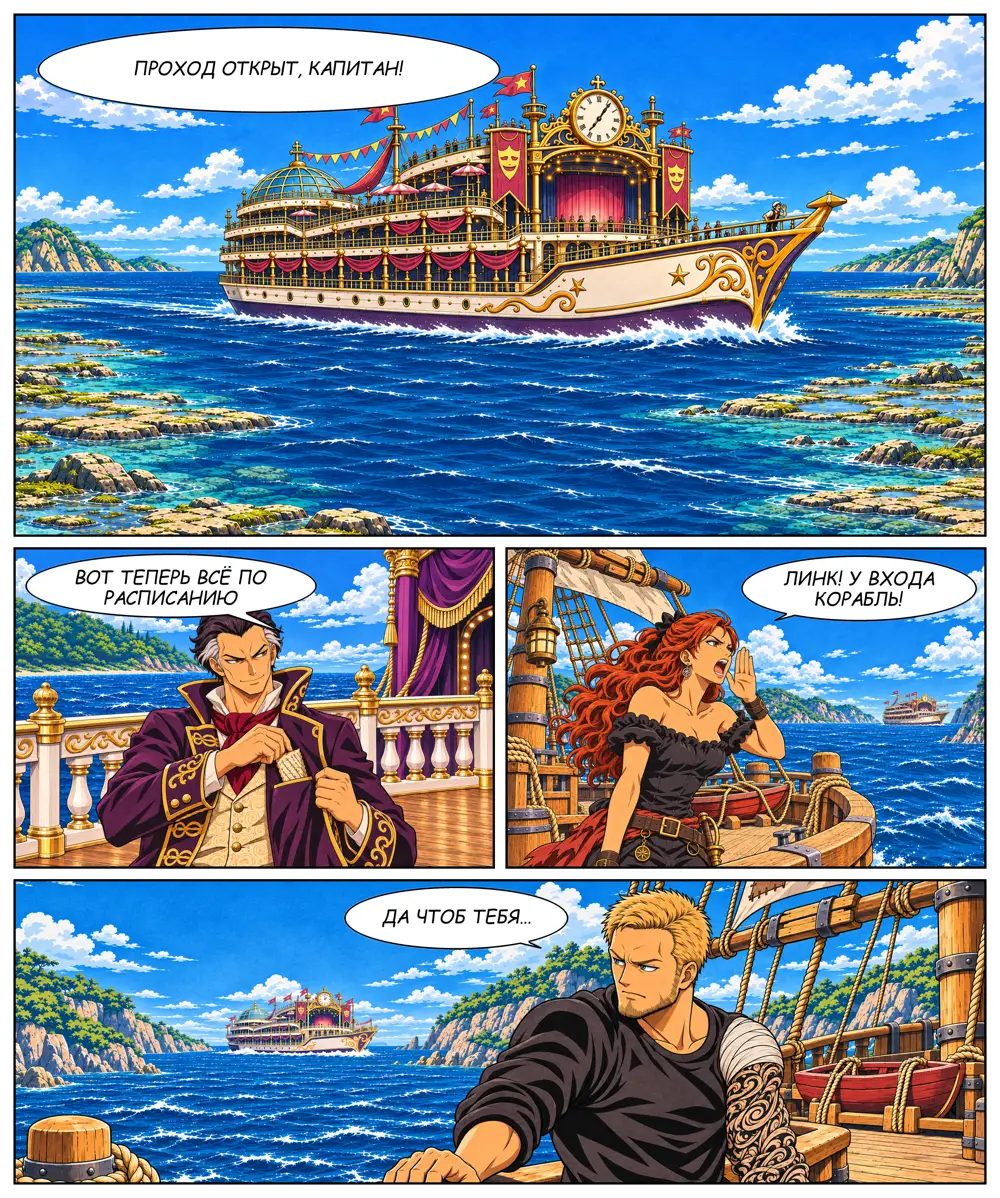 ПРОХОД ОТКРЫТ, КАПИТАН!
ВОТ ТЕПЕРЬ ВСЁ ПО
РАСПИСАНИЮ
ЛИНК! У ВХОДА
КОРАБЛЬ!
ДА ЧТОБ ТЕБЯ...